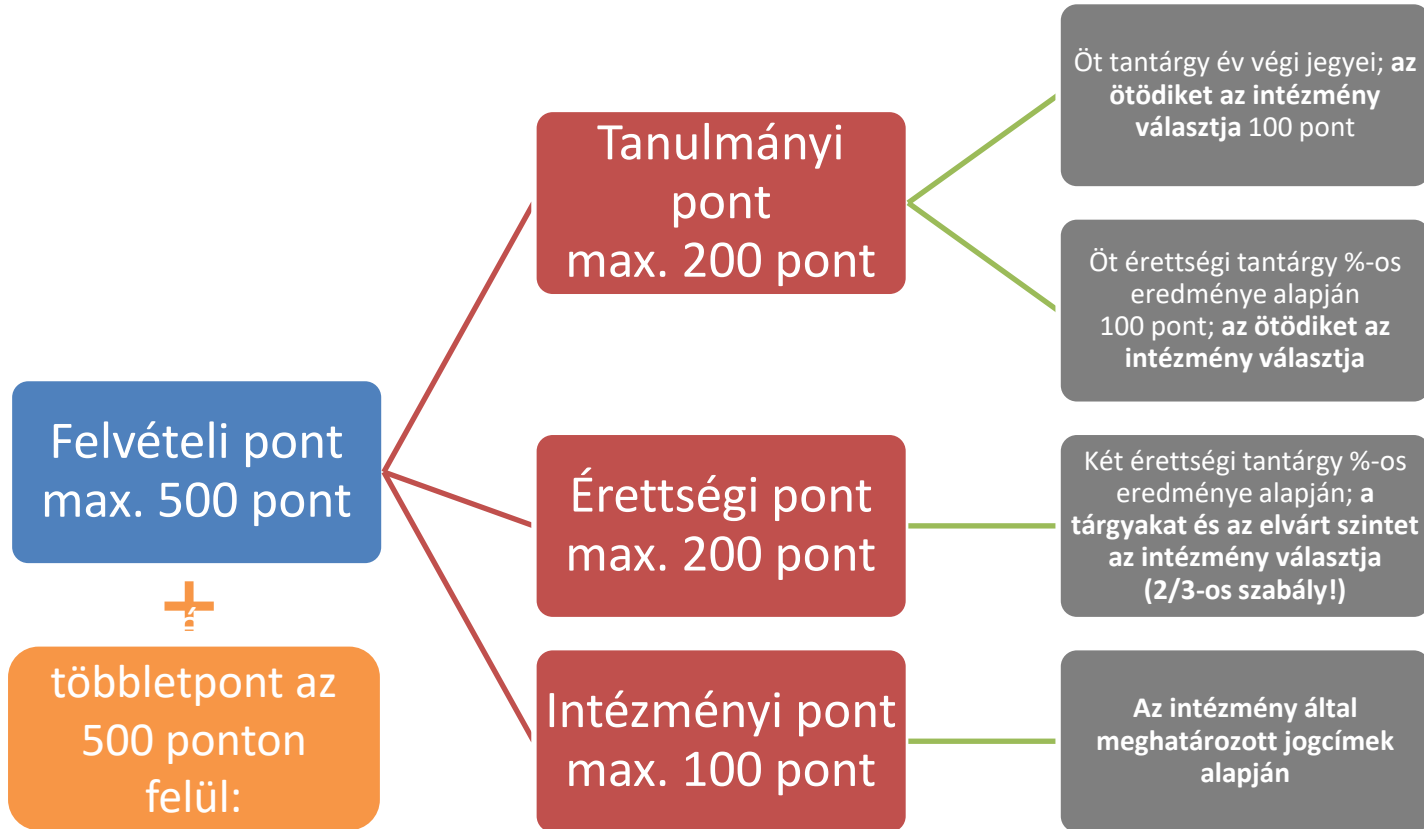 Felvételi pont
max. 500 pont
többletpont az
500 ponton
felül:
Tanulmányi
pont
max. 200 pont
Érettségi pont
max. 200 pont
Intézményi pont
max. 100 pont
Öt tantárgy év végi jegyei; az
ötödiket az intézmény
választja 100 pont
Öt érettségi tantárgy %-os
eredménye alapján
100 pont; az ötödiket az
intézmény választja
Két érettségi tantárgy %-os
eredménye alapján; a
tárgyakat és az elvárt szintet
az intézmény választja
(2/3-os szabály!)
Az intézmény által
meghatározott jogcímek
alapján